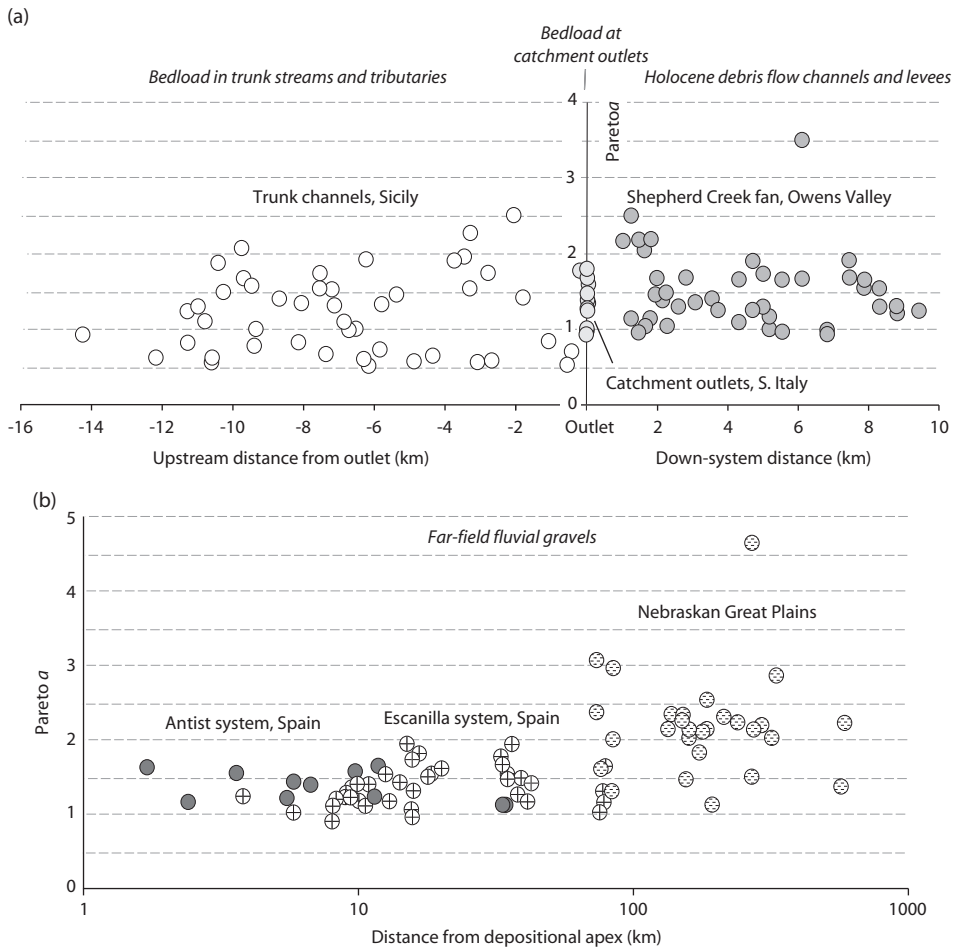 (a)
Bedload at
catchment outlets
Bedload in trunk streams and tributaries
Holocene debris flow channels and levees
4
Pareto a
3
Trunk channels, Sicily
Shepherd Creek fan, Owens Valley
2
1
Catchment outlets, S. Italy
0
-16 -14 -12 -10 -8 -6 -4 -2 Outlet 2 4 6 8 10
Upstream distance from outlet (km)
Down-system distance (km)
(b)
5
Far-field fluvial gravels
4
Nebraskan Great Plains
3
Pareto a
Antist system, Spain
Escanilla system, Spain
2
1
0
1 10 100 1000
Distance from depositional apex (km)